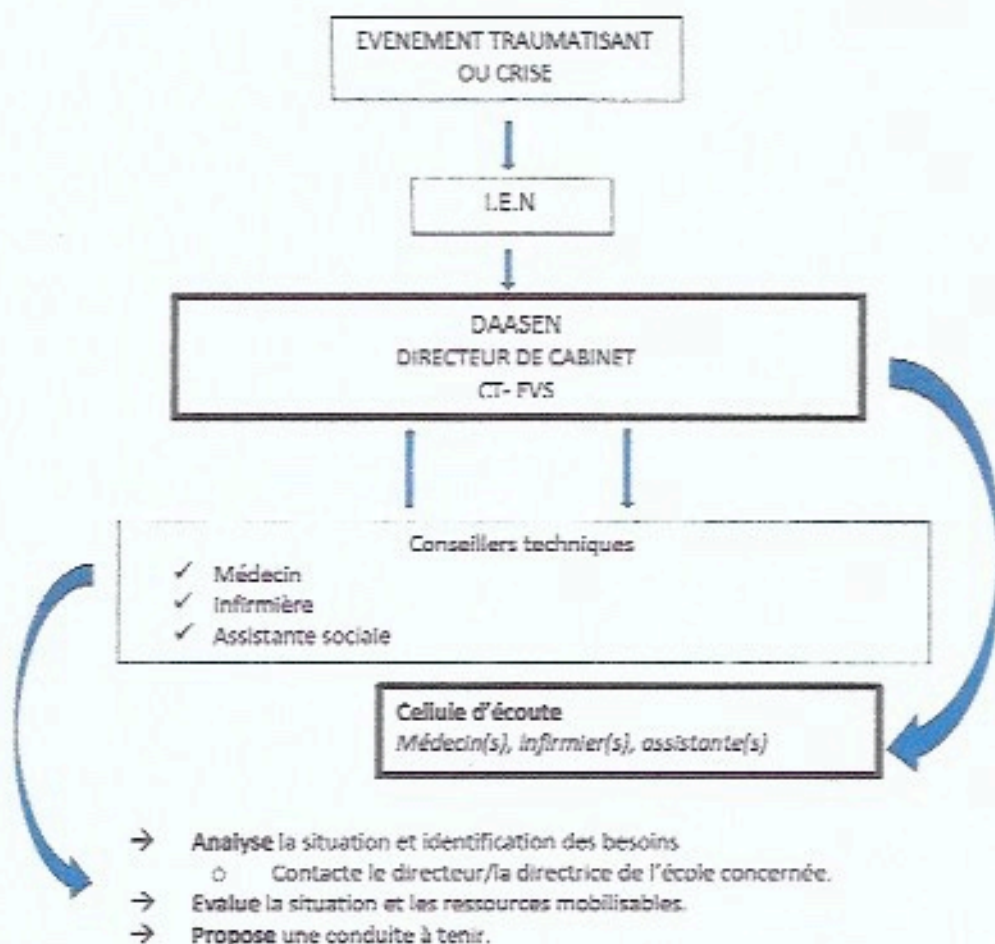 EVENEMENT TRAUMATISANT
OU CRISE
I.E.N
DAASEN
DIRECTEUR DE CABINET
CT- EVS
Conseillers techniques
✓ Médecin
✓ Infirmière
✓ Assistante sociale
Cellule d'écoute
Médecin(s), infirmier(s), assistante(s)
→ Analyse la situation et identification des besoins
o Contacte le directeur/la directrice de l'école concernée.
→ Evalue la situation et les ressources mobilisables.
→ Propose une conduite à tenir.